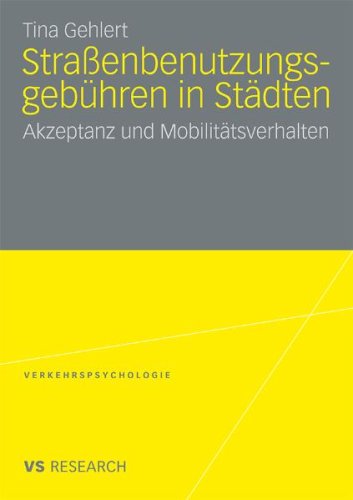 Tina Gehlert
Straßenbenutzungs-
gebühren in Städten
Akzeptanz und Mobilitätsverhalten
VERKEHRSPSYCHOLOGIE
VS RESEARCH